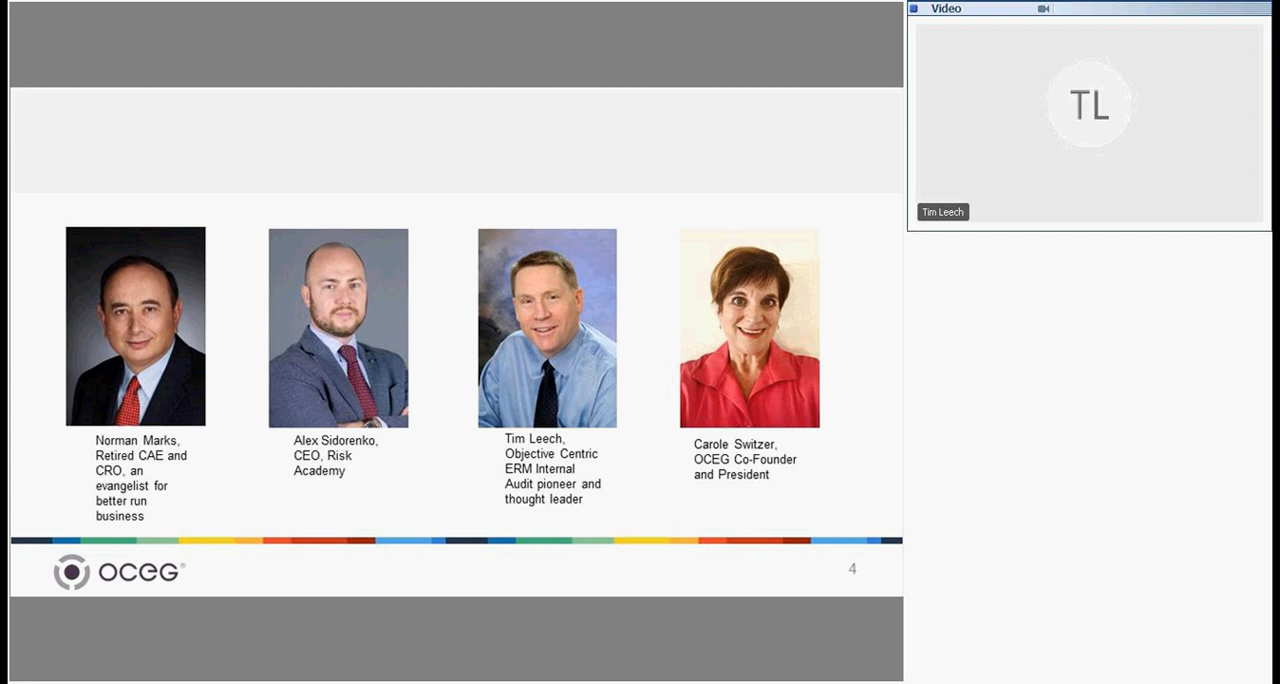 Video
TL
Tim Leech
Norman Marks,
Retired CAE and
CRO, an
evangelist for
better run
business
Alex Sidorenko,
CEO, Risk
Academy
Tim Leech,
Objective Centric
ERM Internal
Audit pioneer and
thought leader
Carole Switzer,
OCEG Co-Founder
and President
OCEG®
4